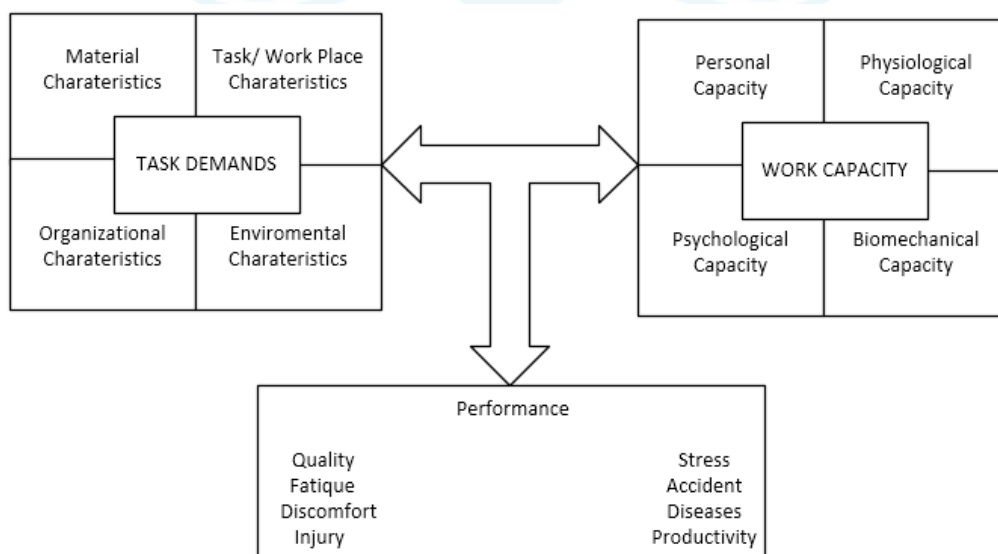 Material
Charateristics
Task/ Work Place
Charateristics
TASK DEMANDS
Organizational
Charateristics
Enviromental
Charateristics
Personal
Capacity
Physiological
Capacity
WORK CAPACITY
Psychological
Capacity
Biomechanical
Capacity
Performance
Quality
Fatique
Discomfort
Injury
Stress
Accident
Diseases
Productivity